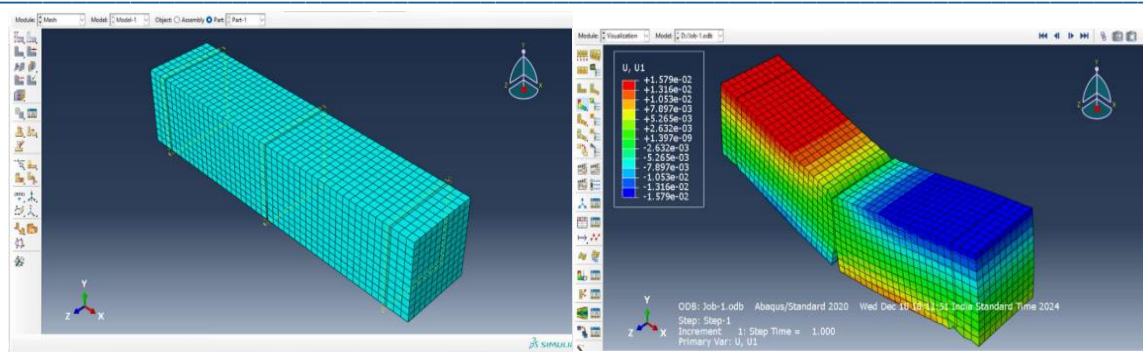 Module: Mesh Model: Model-1 Object: Assembly Part: Part-1
Y
X
Z
Y
Z X
SIMULIA
Module: Visualization Model: D:/Job-1.odb
U, U1
+1.579e-02
+1.316e-02
+1.053e-02
+7.897e-03
+5.265e-03
+2.632e-03
+1.397e-09
-2.632e-03
-5.265e-03
-7.897e-03
-1.053e-02
-1.316e-02
-1.579e-02
Y
X
Y
Z X
ODB: Job-1.odb Abaqus/Standard 2020 Wed Dec 18 India Standard Time 2024
Step: Step-1
Increment 1: Step Time = 1.000
Primary Var: U, U1